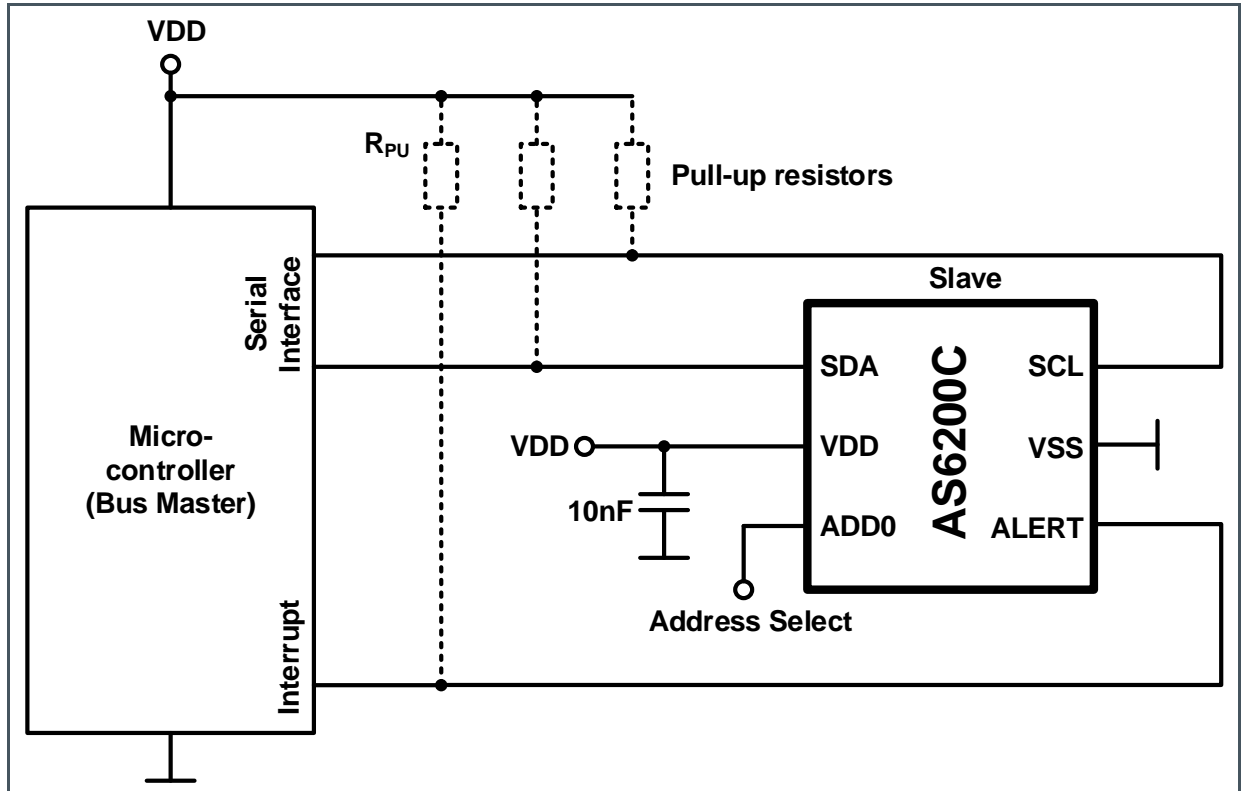 VDD
RPU
Pull-up resistors
Serial
Interface
Slave
SDA
SCL
AS6200C
Micro-
controller
(Bus Master)
VDD
VDD
VSS
10nF
ADD0
ALERT
Address Select
Interrupt